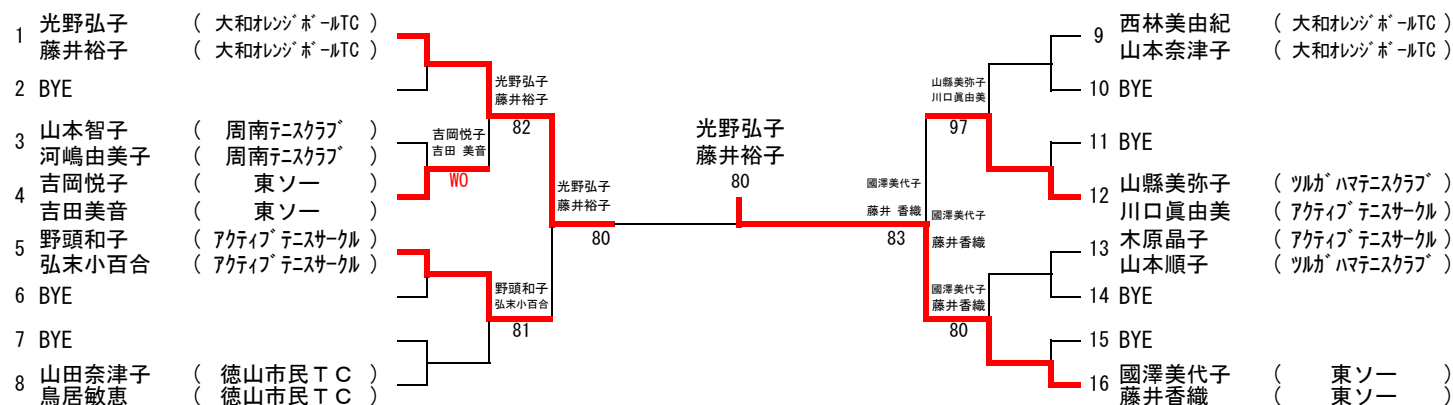 1 光野弘子 ( 大和ｵﾚﾝｼﾞﾎﾞｰﾙTC )
藤井裕子 ( 大和ｵﾚﾝｼﾞﾎﾞｰﾙTC )
2 BYE
3 山本智子 ( 周南ﾃﾆｽｸﾗﾌﾞ )
河嶋由美子 ( 周南ﾃﾆｽｸﾗﾌﾞ )
4 吉岡悦子 ( 東ソー )
吉田美音 ( 東ソー )
5 野頭和子 ( ｱｸﾃｨﾌﾞﾃﾆｽｻｰｸﾙ )
弘末小百合 ( ｱｸﾃｨﾌﾞﾃﾆｽｻｰｸﾙ )
6 BYE
7 BYE
8 山田奈津子 ( 徳山市民ＴＣ )
鳥居敏恵 ( 徳山市民ＴＣ )
光野弘子
藤井裕子
82
吉岡悦子
吉田 美音
WO
野頭和子
弘末小百合
81
光野弘子
藤井裕子
80
光野弘子
藤井裕子
80
國澤美代子
藤井 香織
83
山縣美弥子
川口眞由美
97
國澤美代子
藤井香織
國澤美代子
藤井香織
80
9 西林美由紀 ( 大和ｵﾚﾝｼﾞﾎﾞｰﾙTC )
山本奈津子 ( 大和ｵﾚﾝｼﾞﾎﾞｰﾙTC )
10 BYE
11 BYE
12 山縣美弥子 ( ﾂﾙｶﾞﾊﾏﾃﾆｽｸﾗﾌﾞ )
川口眞由美 ( ｱｸﾃｨﾌﾞﾃﾆｽｻｰｸﾙ )
13 木原晶子 ( ｱｸﾃｨﾌﾞﾃﾆｽｻｰｸﾙ )
山本順子 ( ﾂﾙｶﾞﾊﾏﾃﾆｽｸﾗﾌﾞ )
14 BYE
15 BYE
16 國澤美代子 ( 東ソー )
藤井香織 ( 東ソー )